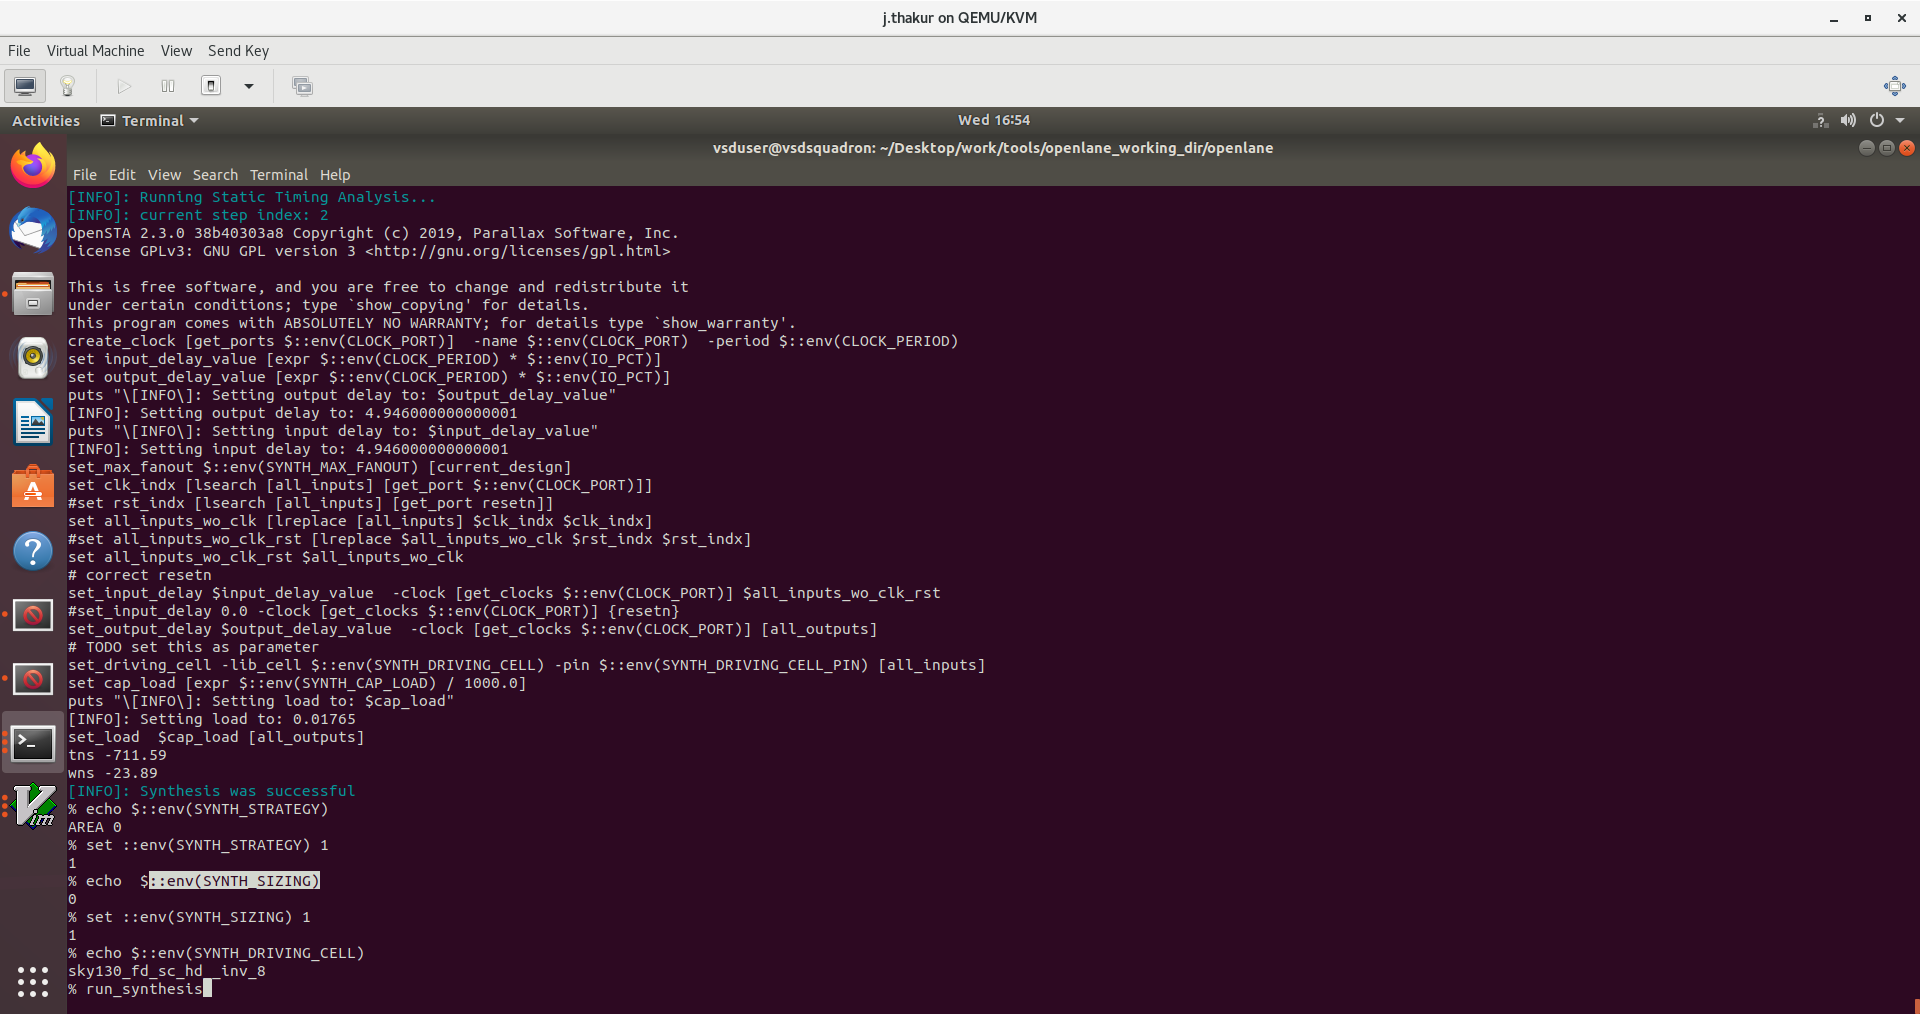 j.thakur on QEMU/KVM
File Virtual Machine View Send Key
Activities Terminal Wed 16:54
vsduser@vsdsquadron: ~/Desktop/work/tools/openlane_working_dir/openlane
File Edit View Search Terminal Help
[INFO]: Running Static Timing Analysis...
[INFO]: current step index: 2
OpenSTA 2.3.0 38b40303a8 Copyright (c) 2019, Parallax Software, Inc.
License GPLv3: GNU GPL version 3 <http://gnu.org/licenses/gpl.html>
This is free software, and you are free to change and redistribute it
under certain conditions; type `show_copying' for details.
This program comes with ABSOLUTELY NO WARRANTY; for details type `show_warranty'.
create_clock [get_ports $::env(CLOCK_PORT)]  -name $::env(CLOCK_PORT)  -period $::env(CLOCK_PERIOD)
set input_delay_value [expr $::env(CLOCK_PERIOD) * $::env(IO_PCT)]
set output_delay_value [expr $::env(CLOCK_PERIOD) * $::env(IO_PCT)]
puts "\[INFO\]: Setting output delay to: $output_delay_value"
[INFO]: Setting output delay to: 4.946000000000001
puts "\[INFO\]: Setting input delay to: $input_delay_value"
[INFO]: Setting input delay to: 4.946000000000001
set_max_fanout $::env(SYNTH_MAX_FANOUT) [current_design]
set clk_indx [lsearch [all_inputs] [get_port $::env(CLOCK_PORT)]]
#set rst_indx [lsearch [all_inputs] [get_port resetn]]
set all_inputs_wo_clk [lreplace [all_inputs] $clk_indx $clk_indx]
#set all_inputs_wo_clk_rst [lreplace $all_inputs_wo_clk $rst_indx $rst_indx]
set all_inputs_wo_clk_rst $all_inputs_wo_clk
# correct resetn
set_input_delay $input_delay_value  -clock [get_clocks $::env(CLOCK_PORT)] $all_inputs_wo_clk_rst
#set_input_delay 0.0 -clock [get_clocks $::env(CLOCK_PORT)] {resetn}
set_output_delay $output_delay_value  -clock [get_clocks $::env(CLOCK_PORT)] [all_outputs]
# TODO set this as parameter
set_driving_cell -lib_cell $::env(SYNTH_DRIVING_CELL) -pin $::env(SYNTH_DRIVING_CELL_PIN) [all_inputs]
set cap_load [expr $::env(SYNTH_CAP_LOAD) / 1000.0]
puts "\[INFO\]: Setting load to: $cap_load"
[INFO]: Setting load to: 0.01765
set_load  $cap_load [all_outputs]
tns -711.59
wns -23.89
[INFO]: Synthesis was successful
% echo $::env(SYNTH_STRATEGY)
AREA 0
% set ::env(SYNTH_STRATEGY) 1
1
% echo  $::env(SYNTH_SIZING)
0
% set ::env(SYNTH_SIZING) 1
1
% echo $::env(SYNTH_DRIVING_CELL)
sky130_fd_sc_hd__inv_8
% run_synthesis